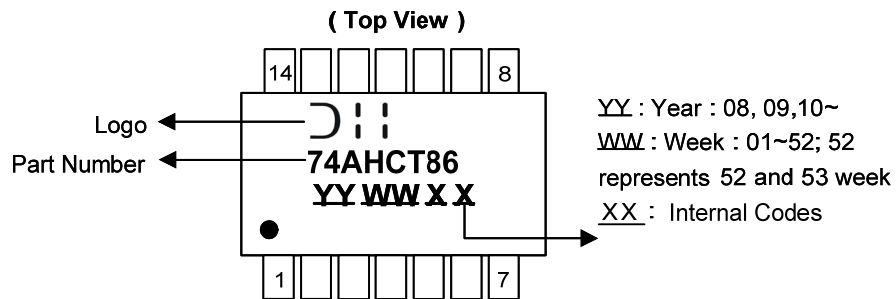 ( Top View )
14 8
Logo
74AHCT86
Part Number
YY WW X X
YY : Year : 08, 09,10~
WW : Week : 01~52; 52
represents 52 and 53 week
XX : Internal Codes
1 7